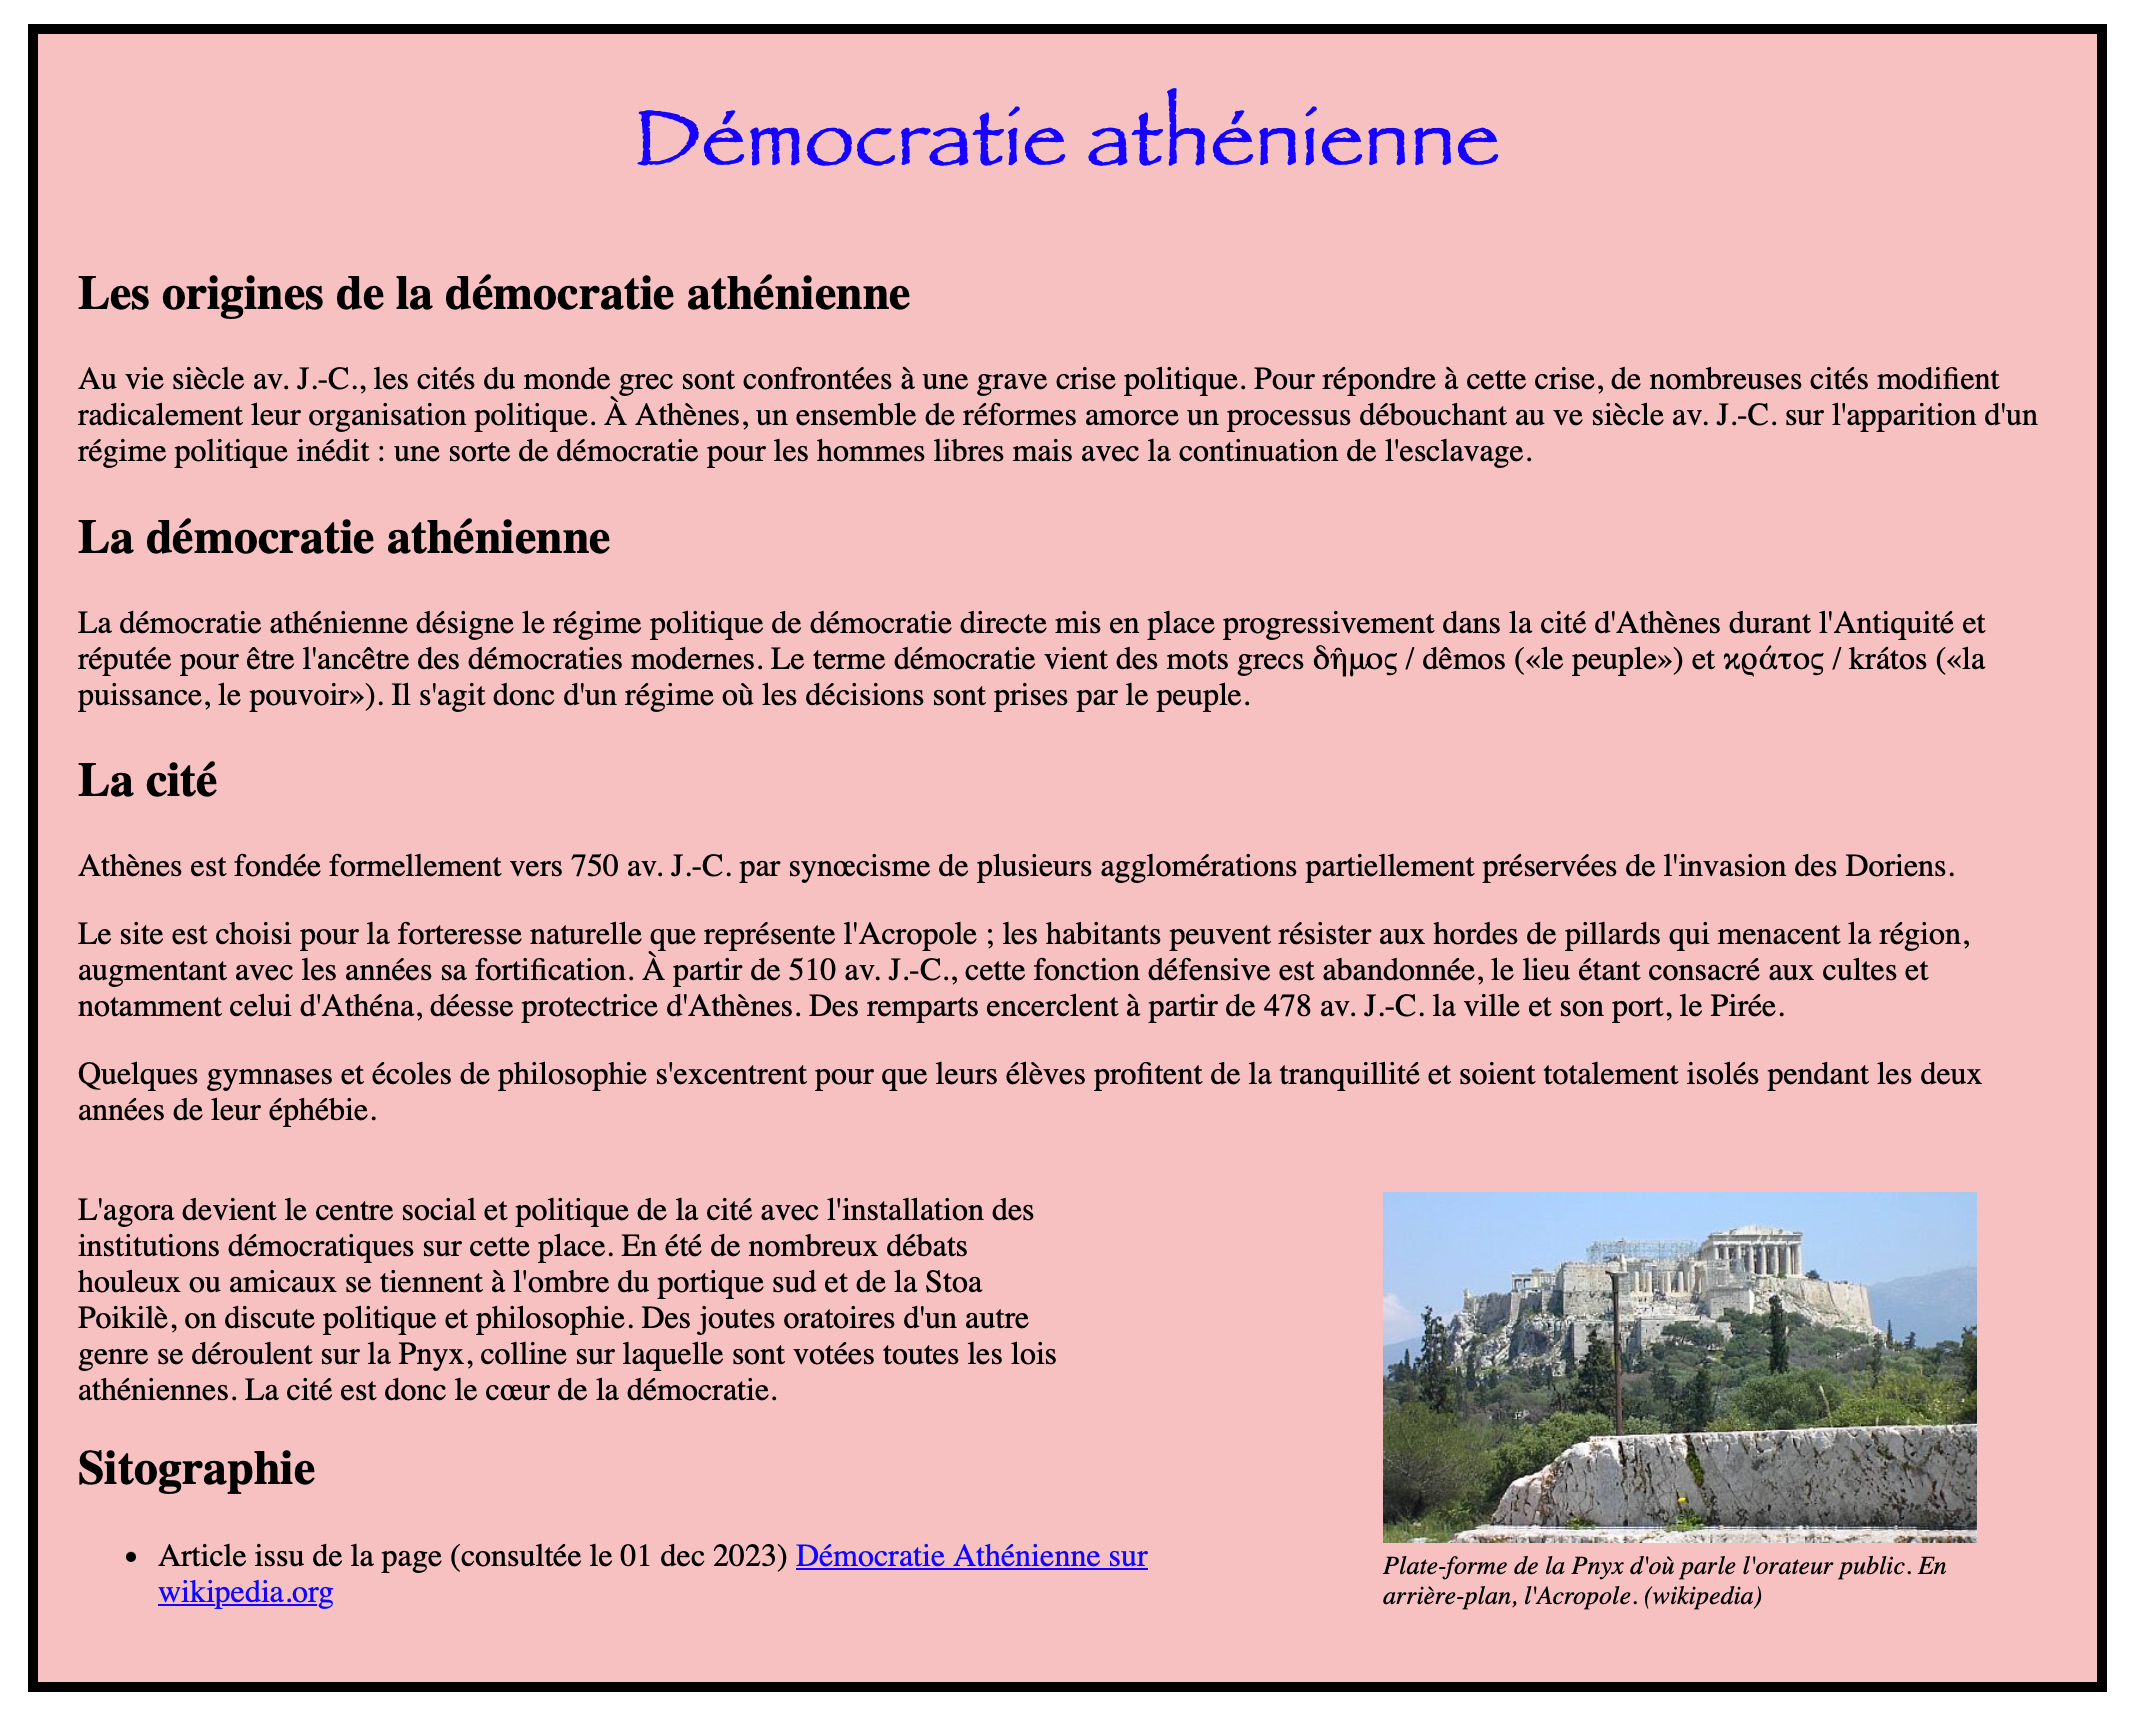 Démocratie athénienne
Les origines de la démocratie athénienne
Au vie siècle av. J.-C., les cités du monde grec sont confrontées à une grave crise politique. Pour répondre à cette crise, de nombreuses cités modifient
radicalement leur organisation politique. À Athènes, un ensemble de réformes amorce un processus débouchant au ve siècle av. J.-C. sur l'apparition d'un
régime politique inédit : une sorte de démocratie pour les hommes libres mais avec la continuation de l'esclavage.
La démocratie athénienne
La démocratie athénienne désigne le régime politique de démocratie directe mis en place progressivement dans la cité d'Athènes durant l'Antiquité et
réputée pour être l'ancêtre des démocraties modernes. Le terme démocratie vient des mots grecs δῆμος / dêmos («le peuple») et ϰράτος / krátos («la
puissance, le pouvoir»). Il s'agit donc d'un régime où les décisions sont prises par le peuple.
La cité
Athènes est fondée formellement vers 750 av. J.-C. par synœcisme de plusieurs agglomérations partiellement préservées de l'invasion des Doriens.
Le site est choisi pour la forteresse naturelle que représente l'Acropole ; les habitants peuvent résister aux hordes de pillards qui menacent la région,
augmentant avec les années sa fortification. À partir de 510 av. J.-C., cette fonction défensive est abandonnée, le lieu étant consacré aux cultes et
notamment celui d'Athéna, déesse protectrice d'Athènes. Des remparts encerclent à partir de 478 av. J.-C. la ville et son port, le Pirée.
Quelques gymnases et écoles de philosophie s'excentrent pour que leurs élèves profitent de la tranquillité et soient totalement isolés pendant les deux
années de leur éphébie.
L'agora devient le centre social et politique de la cité avec l'installation des
institutions démocratiques sur cette place. En été de nombreux débats
houleux ou amicaux se tiennent à l'ombre du portique sud et de la Stoa
Poikilè, on discute politique et philosophie. Des joutes oratoires d'un autre
genre se déroulent sur la Pnyx, colline sur laquelle sont votées toutes les lois
athéniennes. La cité est donc le cœur de la démocratie.
Sitographie
• Article issu de la page (consultée le 01 dec 2023) Démocratie Athénienne sur
wikipedia.org
Plate-forme de la Pnyx d'où parle l'orateur public. En
arrière-plan, l'Acropole. (wikipedia)